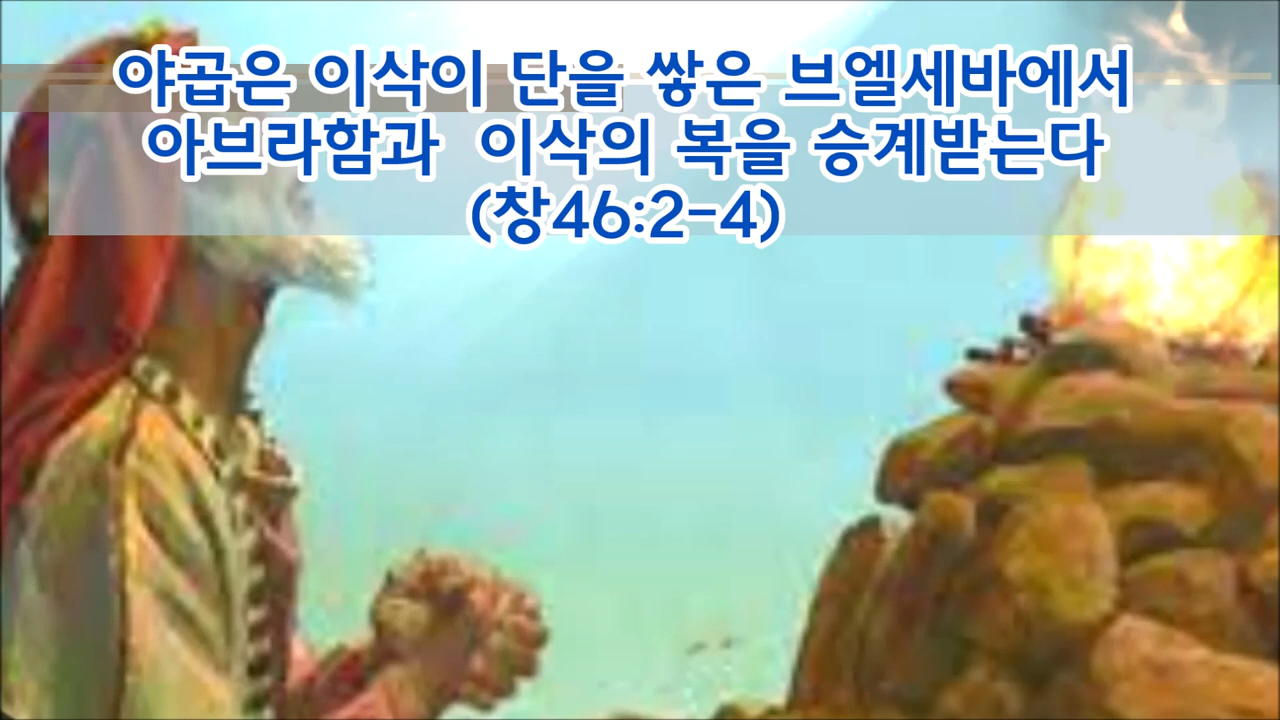 야곱은 이삭이 단을 쌓은 브엘세바에서
아브라함과 이삭의 복을 승계받는다
(창46:2-4)